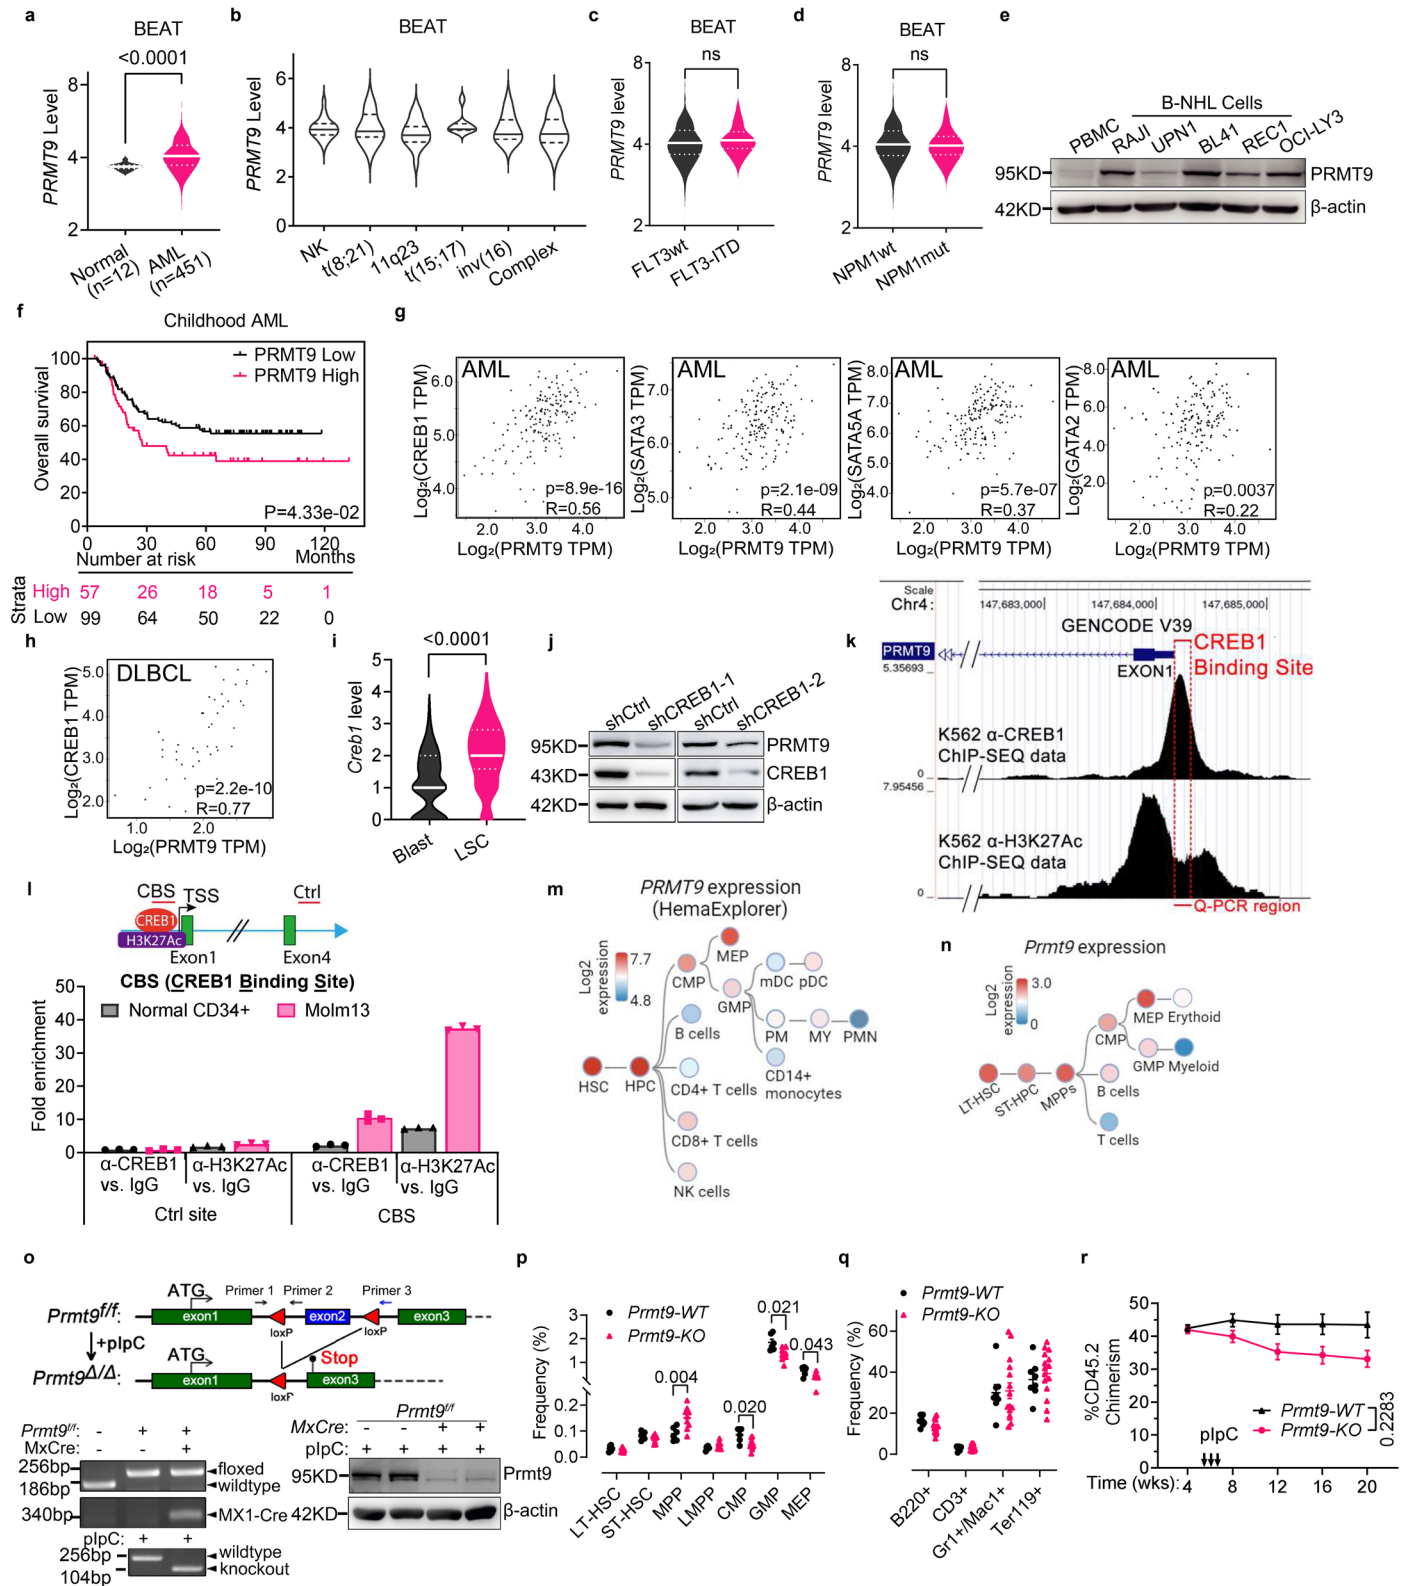 a
BEAT
<0.0001
PRMT9 Level
8
4
2
Normal
(n=12)
AML
(n=451)
b
BEAT
PRMT9 Level
6
4
2
0
NK
t(8;21)
11q23
t(15;17)
inv(16)
Complex
c
BEAT
ns
PRMT9 level
8
4
2
FLT3wt
FLT3-ITD
d
BEAT
ns
PRMT9 level
8
4
2
NPM1wt
NPM1mut
e
B-NHL Cells
PBMC
RAJI
UPN1
BL41
REC1
OCI-LY3
95KD
PRMT9
42KD
β-actin
f
Childhood AML
Overall survival
100
80
60
40
20
0
PRMT9 Low
PRMT9 High
P=4.33e-02
0 30 60 90 120
Number at risk
Months
Strata
High 57 26 18 5 1
Low 99 64 50 22 0
g
AML
Log₂(CREB1 TPM)
6.0
5.0
4.0
p=8.9e-16
R=0.56
2.0 3.0 4.0
Log₂(PRMT9 TPM)
AML
Log₂(SATA3 TPM)
7.0
6.0
5.0
p=2.1e-09
R=0.44
2.0 3.0 4.0
Log₂(PRMT9 TPM)
AML
Log₂(SATA5A TPM)
8.0
7.0
6.0
5.0
4.0
p=5.7e-07
R=0.37
2.0 3.0 4.0
Log₂(PRMT9 TPM)
AML
Log₂(GATA2 TPM)
8.0
6.0
4.0
2.0
p=0.0037
R=0.22
2.0 3.0 4.0
Log₂(PRMT9 TPM)
h
DLBCL
Log₂(CREB1 TPM)
5.0
4.0
3.0
2.0
p=2.2e-10
R=0.77
1.0 2.0
Log₂(PRMT9 TPM)
i
<0.0001
Creb1 level
5
4
3
2
1
0
Blast
LSC
j
shCtrl
shCREB1-1
shCtrl
shCREB1-2
95KD
PRMT9
43KD
CREB1
42KD
β-actin
k
Scale
Chr4 :
147,683,000
147,684,000
147,685,000
GENCODE V39
PRMT9
EXON1
CREB1
Binding Site
5.35693
K562 α-CREB1
ChIP-SEQ data
0
7.95456
K562 α-H3K27Ac
ChIP-SEQ data
0
Q-PCR region
l
CBS
TSS
Ctrl
CREB1
H3K27Ac
Exon1
Exon4
CBS (CREB1 Binding Site)
Normal CD34+
Molm13
Fold enrichment
50
40
30
20
10
0
α-CREB1
vs. IgG
α-H3K27Ac
vs. IgG
α-CREB1
vs. IgG
α-H3K27Ac
vs. IgG
Ctrl site
CBS
m
PRMT9 expression
(HemaExplorer)
Log2
expression
7.7
4.8
HSC
HPC
CMP
MEP
GMP
mDC
pDC
PM
MY
PMN
CD14+
monocytes
B cells
CD4+ T cells
CD8+ T cells
NK cells
n
Prmt9 expression
Log2
expression
3.0
0
LT-HSC
ST-HPC
MPPs
CMP
MEP
Erythoid
GMP
Myeloid
B cells
T cells
o
Prmt9f/f:
ATG
exon1
Primer 1
Primer 2
Primer 3
loxP
exon2
loxP
exon3
+pIpC
Prmt9Δ/Δ:
ATG
exon1
Stop
loxP
exon3
Prmt9f/f: - + +
MxCre: - - +
256bp
186bp
floxed
wildtype
340bp
MX1-Cre
pIpC: + +
256bp
104bp
wildtype
knockout
Prmt9f/f
MxCre: - - + +
pIpC: + + + +
95KD
Prmt9
42KD
β-actin
p
Prmt9-WT
Prmt9-KO
Frequency (%)
3
2
1
0.2
0.1
0.0
0.004
0.020
0.021
0.043
LT-HSC
ST-HSC
MPP
LMPP
CMP
GMP
MEP
q
Prmt9-WT
Prmt9-KO
Frequency (%)
60
40
20
0
B220+
CD3+
Gr1+/Mac1+
Ter119+
r
%CD45.2
Chimerism
50
40
30
20
10
0
Prmt9-WT
Prmt9-KO
0.2283
pIpC
Time (wks): 4 8 12 16 20